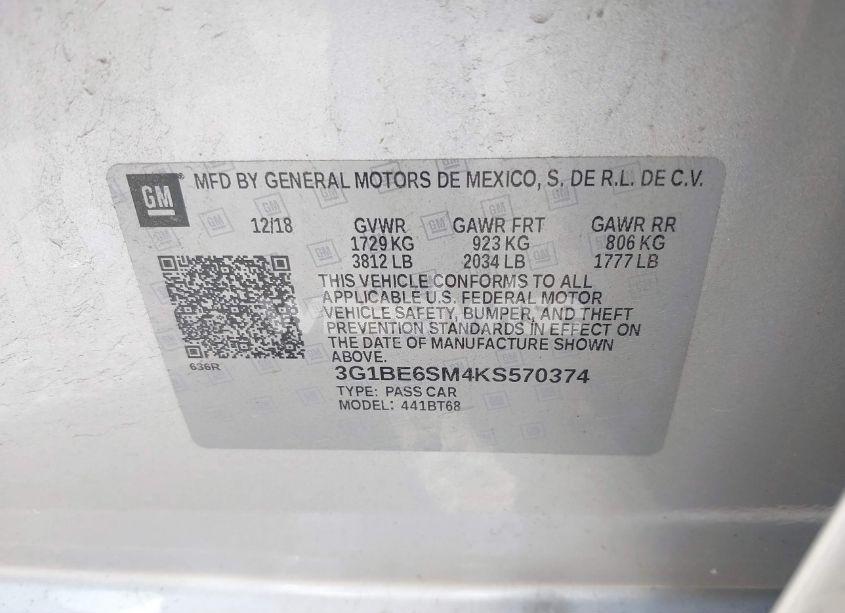 GM® MFD BY GENERAL MOTORS DE MEXICO, S. DE R.L. DE C.V.
12/18 GVWR GAWR FRT GAWR RR
1729 KG 923 KG 806 KG
3812 LB 2034 LB 1777 LB
THIS VEHICLE CONFORMS TO ALL
APPLICABLE U.S. FEDERAL MOTOR
VEHICLE SAFETY, BUMPER, AND THEFT
PREVENTION STANDARDS IN EFFECT ON
THE DATE OF MANUFACTURE SHOWN
ABOVE.
636R
3G1BE6SM4KS570374
TYPE: PASS CAR
MODEL: 441BT68